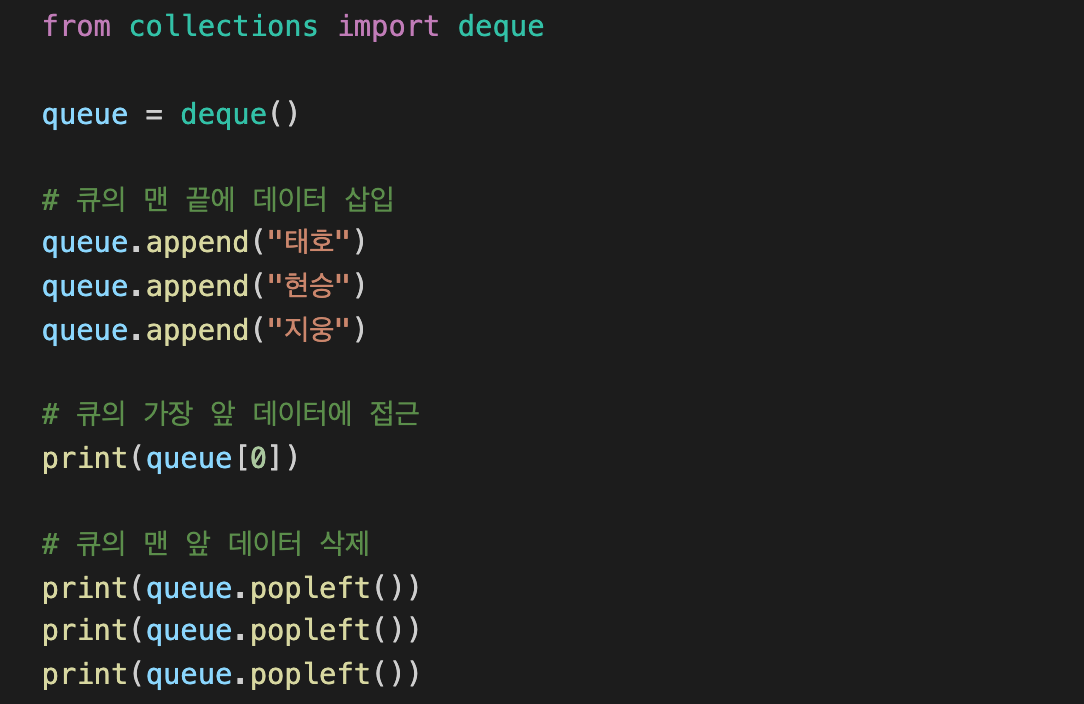 from collections import deque
queue = deque()
# 큐의 맨 끝에 데이터 삽입
queue.append("태호")
queue.append("현승")
queue.append("지웅")
# 큐의 가장 앞 데이터에 접근
print(queue[0])
# 큐의 맨 앞 데이터 삭제
print(queue.popleft())
print(queue.popleft())
print(queue.popleft())